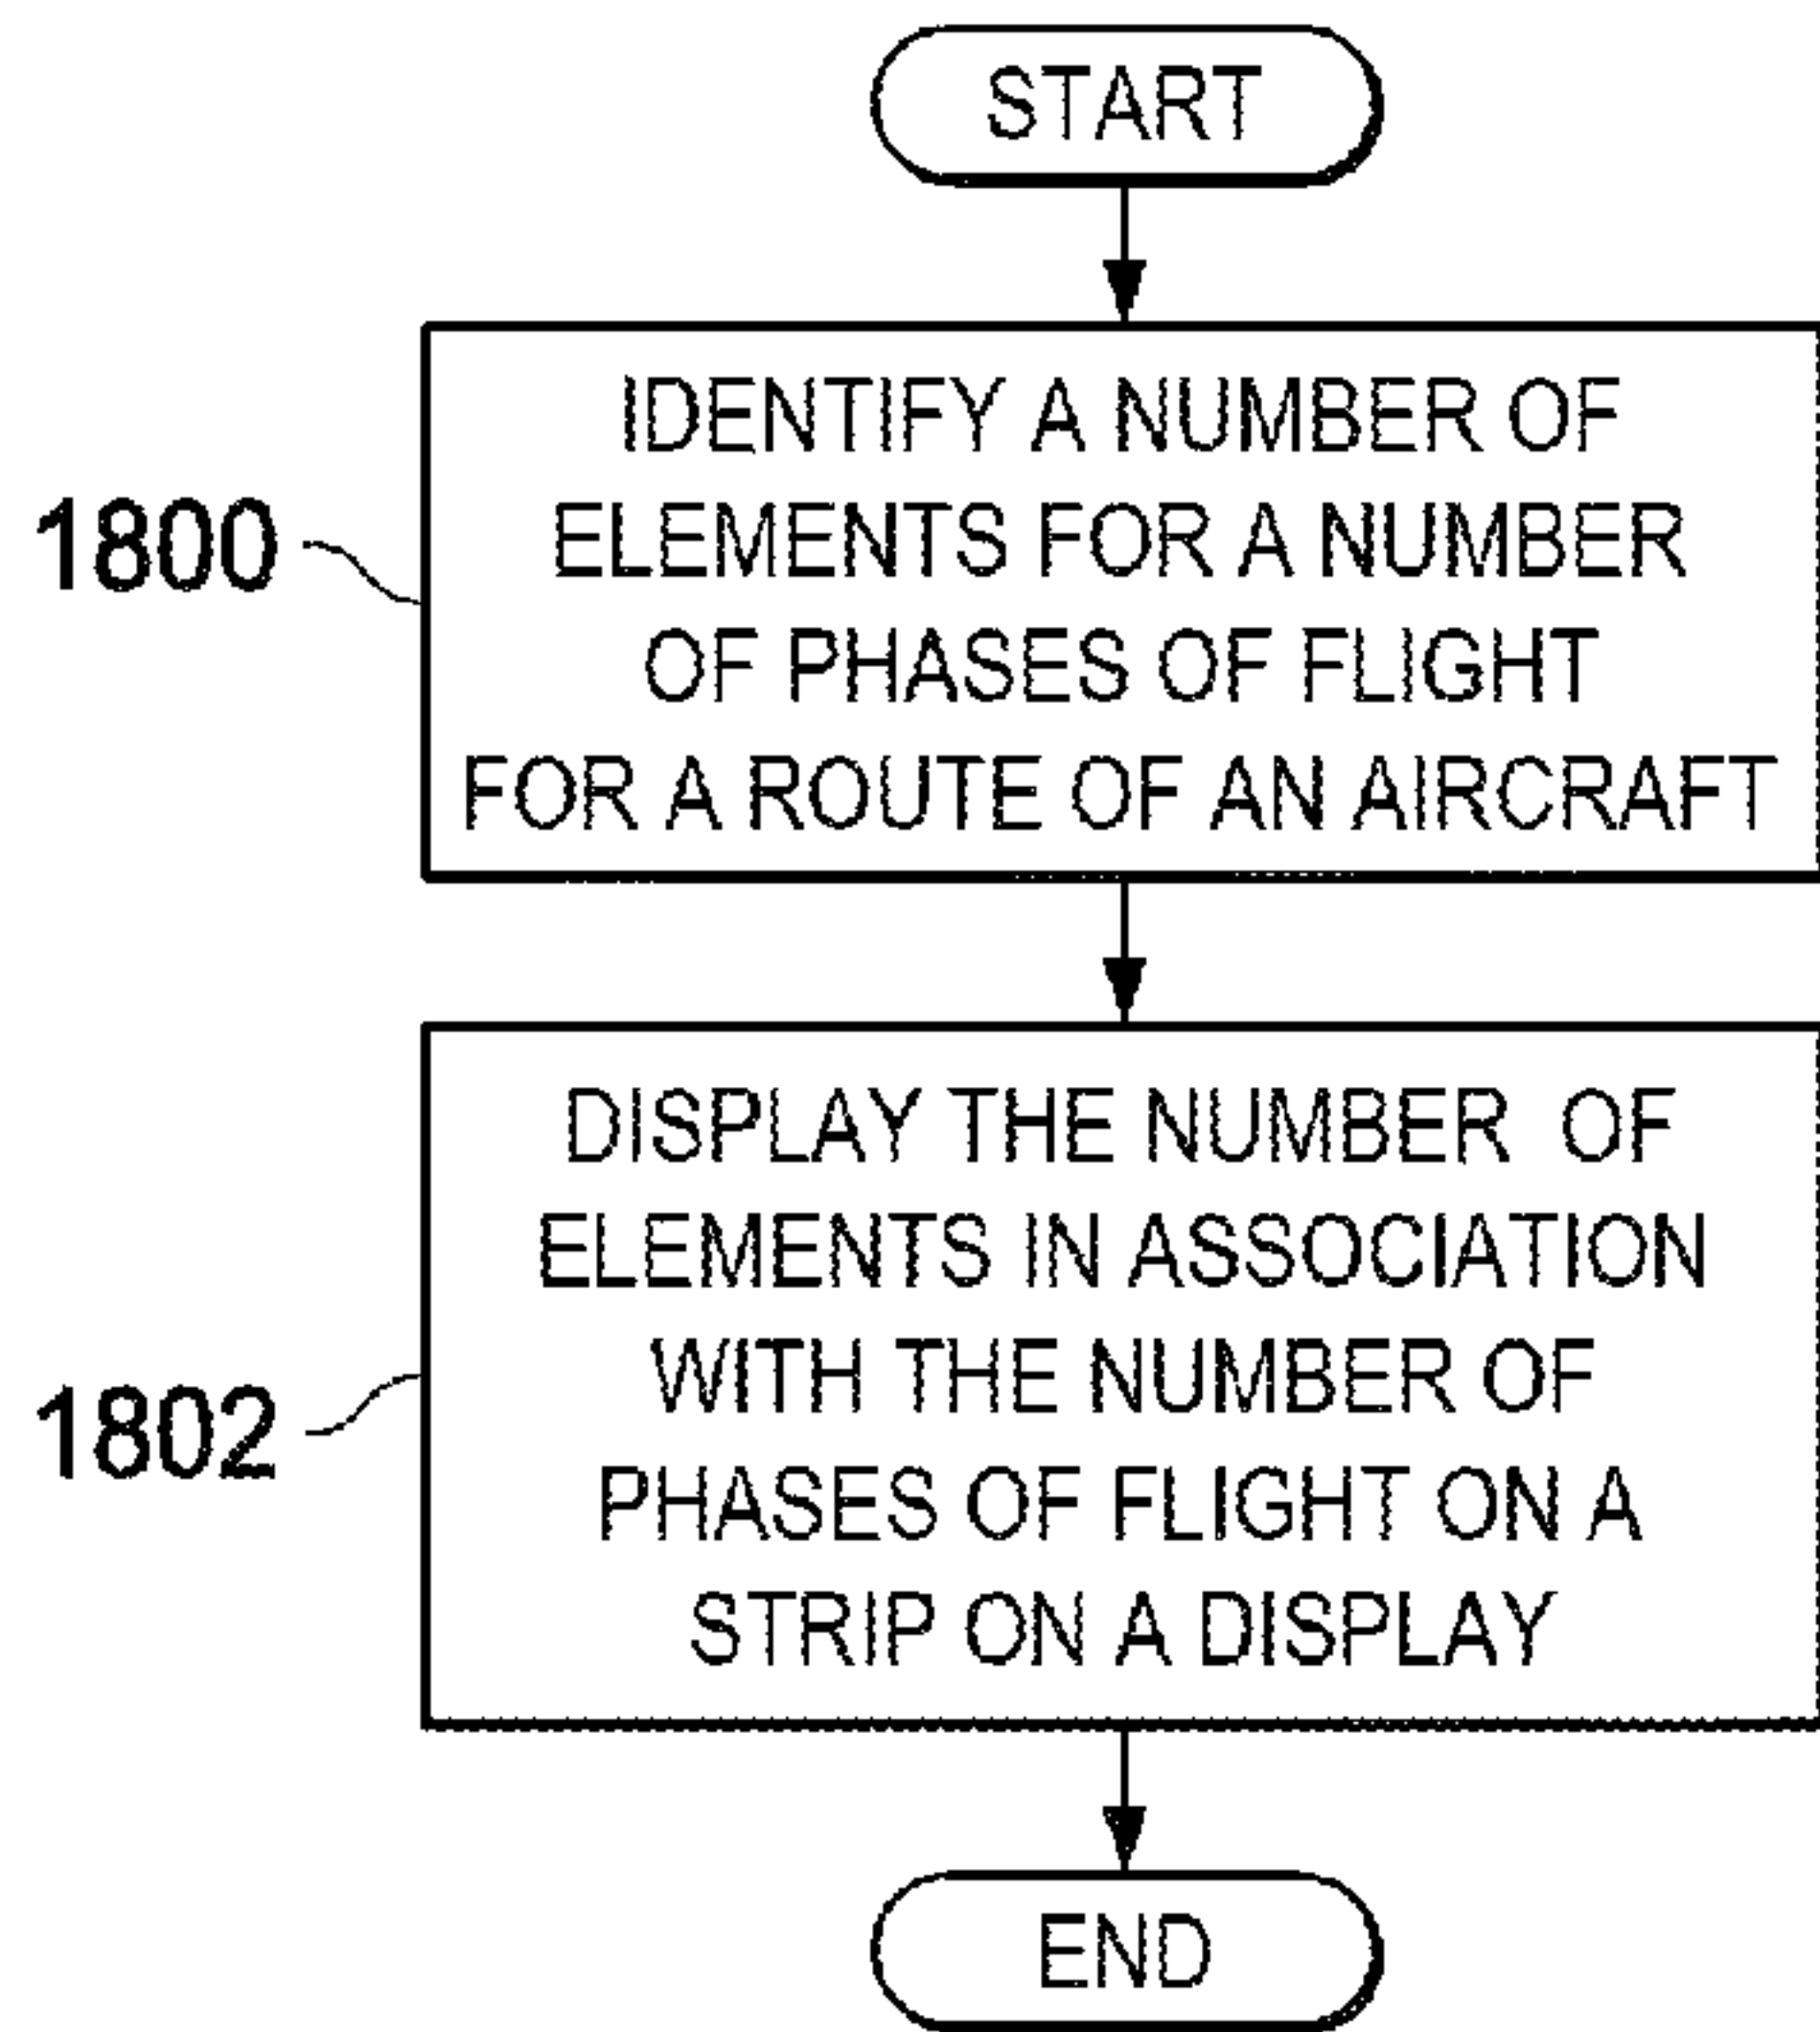 START
1800
IDENTIFY A NUMBER OF
ELEMENTS FOR A NUMBER
OF PHASES OF FLIGHT
FOR A ROUTE OF AN AIRCRAFT
1802
DISPLAY THE NUMBER OF
ELEMENTS IN ASSOCIATION
WITH THE NUMBER OF
PHASES OF FLIGHT ON A
STRIP ON A DISPLAY
END